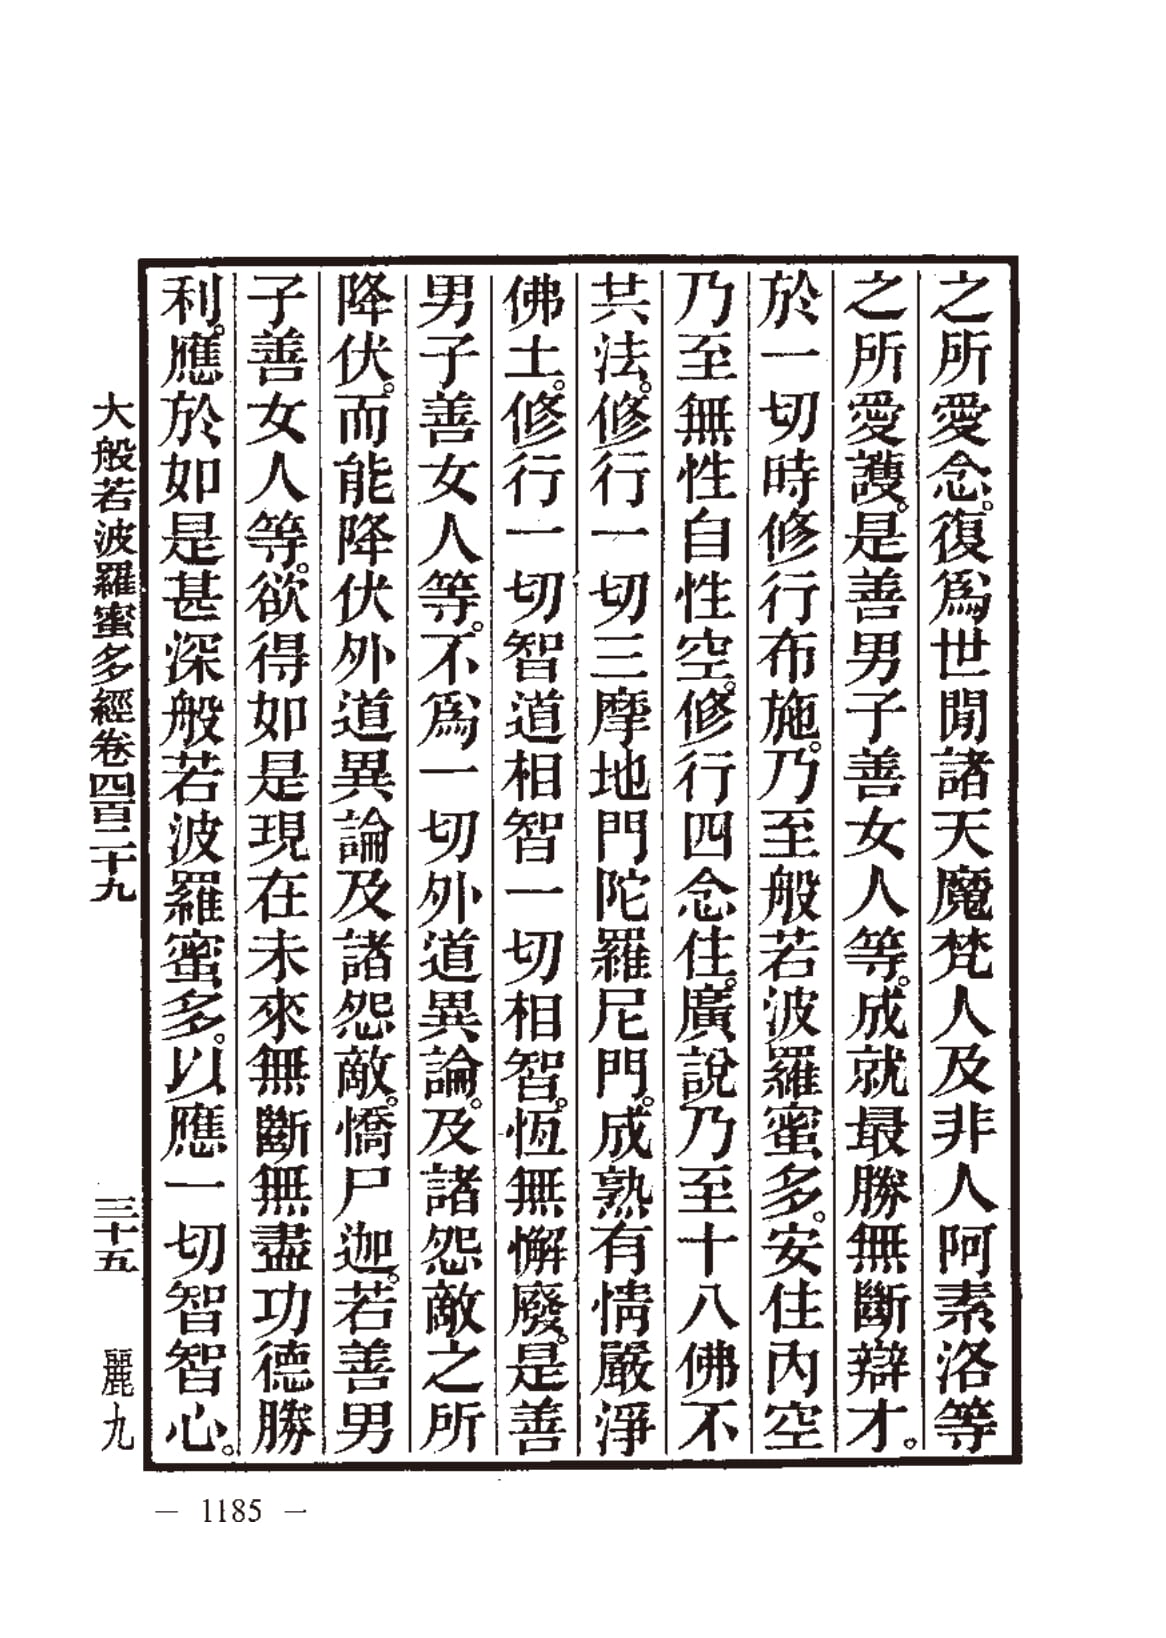 之所愛念。復爲世間諸天魔梵人及非人阿素洛等
之所愛護。是善男子善女人等。成就最勝無斷辯才。
於一切時修行布施。乃至般若波羅蜜多。安住內空
乃至無性自性空。修行四念住。廣說乃至十八佛不
共法。修行一切三摩地門陀羅尼門。成熟有情嚴淨
佛土。修行一切智道相智一切相智。恆無懈廢。是善
男子善女人等。不爲一切外道異論。及諸怨敵之所
降伏。而能降伏外道異論及諸怨敵。憍尸迦。若善男
子善女人等。欲得如是現在未來無斷無盡功德勝
利。應於如是甚深般若波羅蜜多。以應一切智智心。
大般若波羅蜜多經卷四百二十九 三十五 麗九
— 1185 —